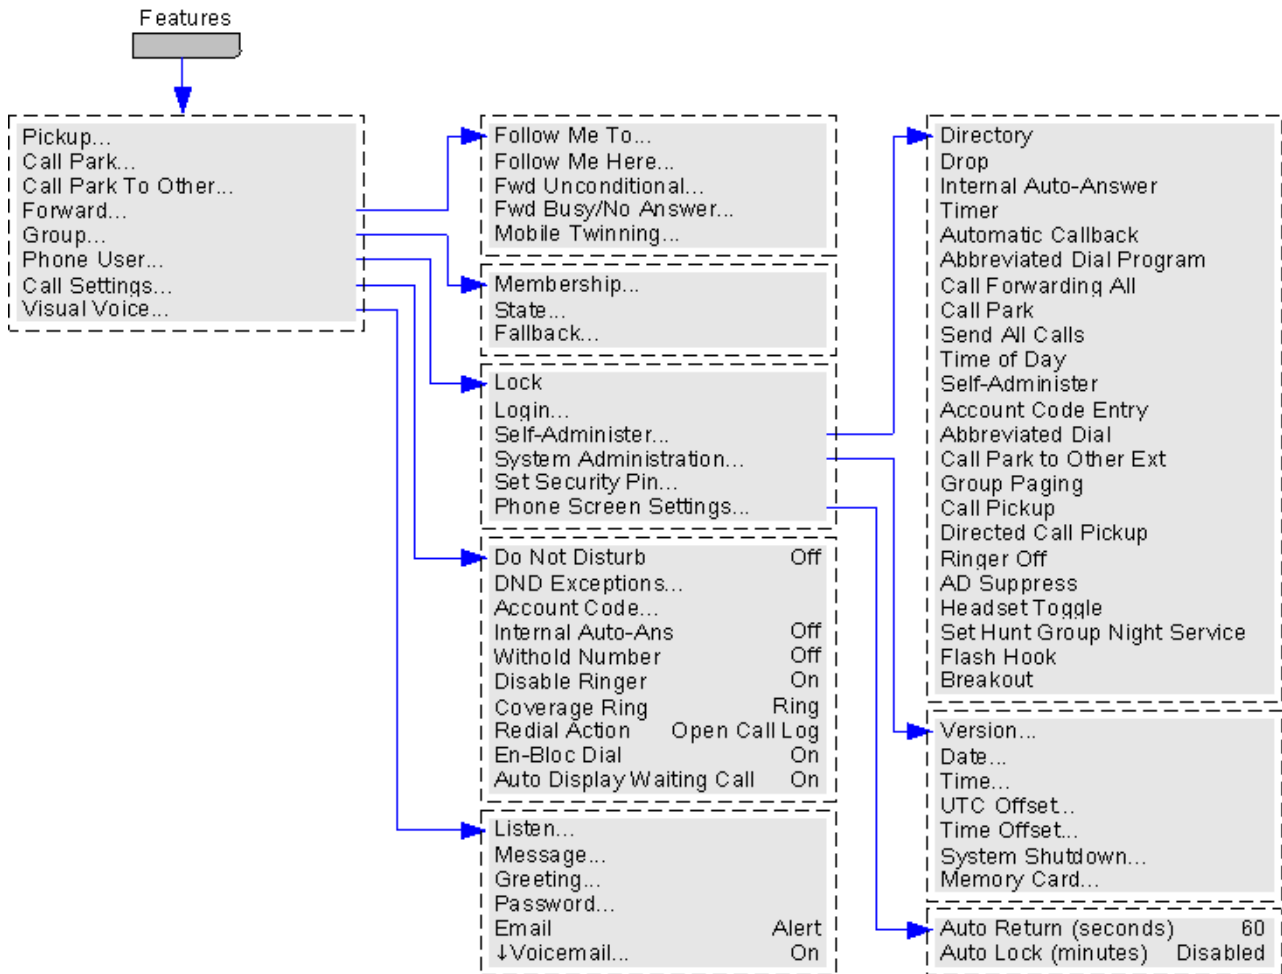 Features
Pickup...
Call Park...
Call Park To Other...
Forward...
Group...
Phone User...
Call Settings...
Visual Voice...
Follow Me To...
Follow Me Here...
Fwd Unconditional...
Fwd Busy/No Answer...
Mobile Twinning...
Membership...
State...
Fallback...
Lock
Login...
Self-Administer...
System Administration...
Set Security Pin...
Phone Screen Settings...
Do Not Disturb Off
DND Exceptions...
Account Code...
Internal Auto-Ans Off
Withold Number Off
Disable Ringer On
Coverage Ring Ring
Redial Action Open Call Log
En-Bloc Dial On
Auto Display Waiting Call On
Listen...
Message...
Greeting...
Password...
Email Alert
↓Voicemail... On
Directory
Drop
Internal Auto-Answer
Timer
Automatic Callback
Abbreviated Dial Program
Call Forwarding All
Call Park
Send All Calls
Time of Day
Self-Administer
Account Code Entry
Abbreviated Dial
Call Park to Other Ext
Group Paging
Call Pickup
Directed Call Pickup
Ringer Off
AD Suppress
Headset Toggle
Set Hunt Group Night Service
Flash Hook
Breakout
Version...
Date...
Time...
UTC Offset...
Time Offset...
System Shutdown...
Memory Card...
Auto Return (seconds) 60
Auto Lock (minutes) Disabled